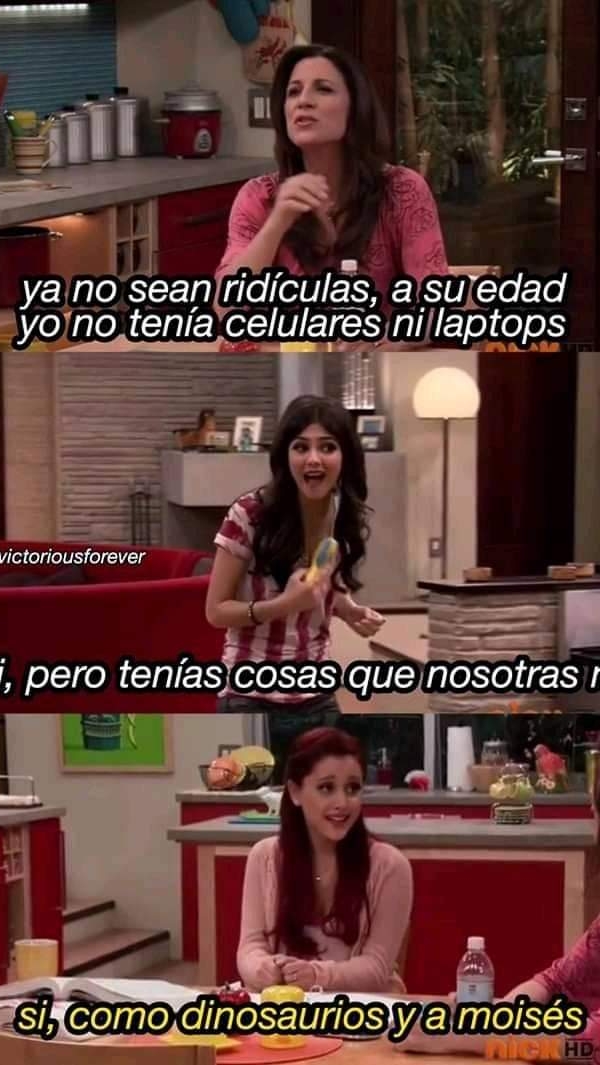 ya no sean ridículas, a su edad
yo no tenía celulares ni laptops
HD
victoriousforever
, pero tenías cosas que nosotras
si, como dinosaurios y a moisés
nick HD